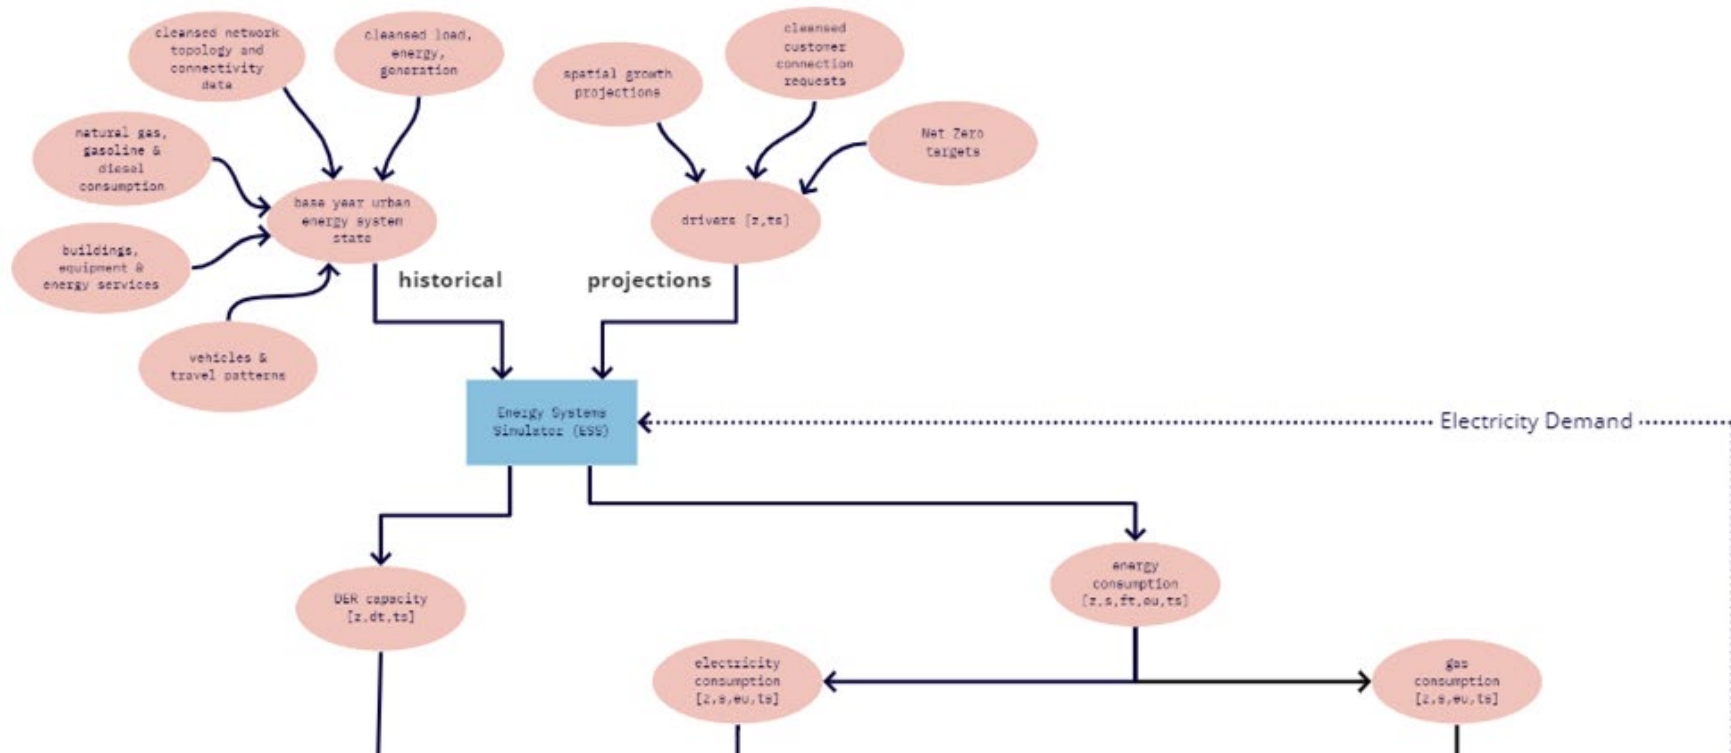 cleansed network
topology and
connectivity
data
cleansed load,
energy,
generation
spatial growth
projections
cleansed
customer
connection
requests
Net Zero
targets
natural gas,
gasoline &
diesel
consumption
buildings,
equipment &
energy services
vehicles &
travel patterns
base year urban
energy system
state
drivers [z,ts]
historical
projections
Energy Systems
Simulator (ESS)
Electricity Demand
DER capacity
[z,dt,ts]
energy
consumption
[z,s,ft,eu,ts]
electricity
consumption
[z,s,eu,ts]
gas
consumption
[z,s,eu,ts]